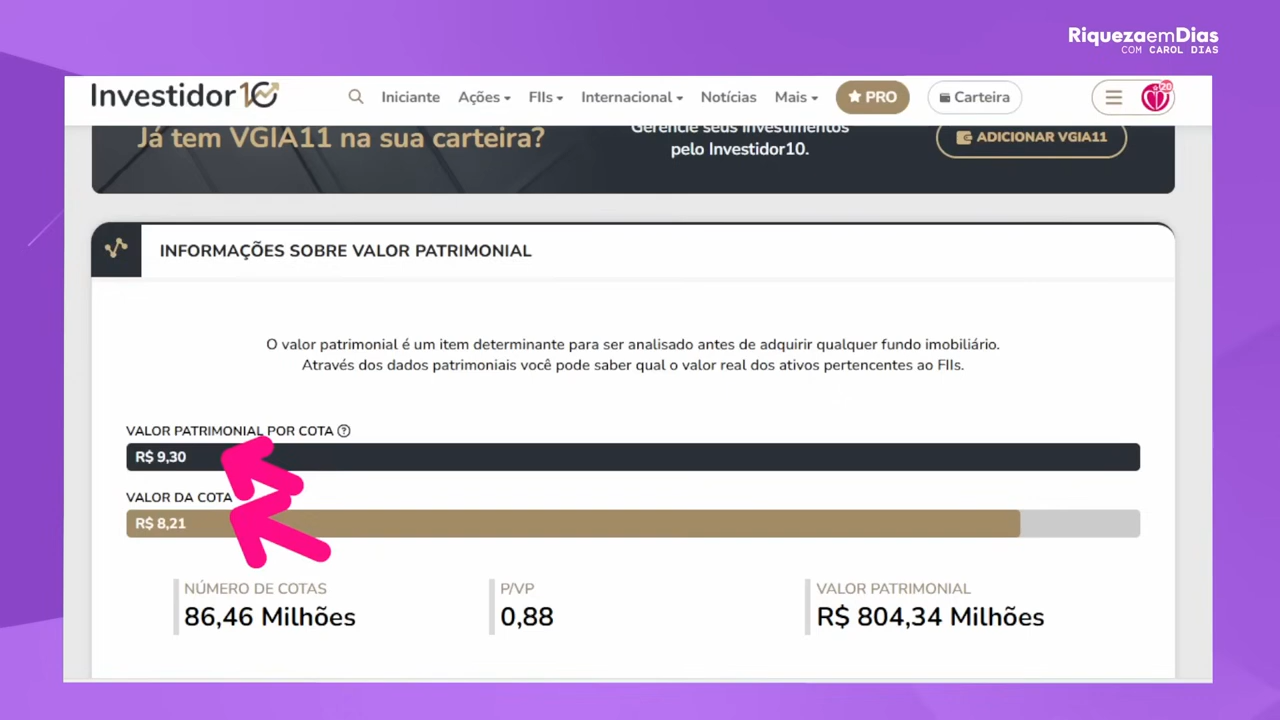 RiquezaemDias
COM CAROL DIAS
Investidor10
Iniciante
Ações
FIIs
Internacional
Notícias
Mais
PRO
Carteira
20
Já tem VGIA11 na sua carteira?
Gerencie seus investimentos
pelo Investidor10.
ADICIONAR VGIA11
INFORMAÇÕES SOBRE VALOR PATRIMONIAL
O valor patrimonial é um item determinante para ser analisado antes de adquirir qualquer fundo imobiliário.
Através dos dados patrimoniais você pode saber qual o valor real dos ativos pertencentes ao FIIs.
VALOR PATRIMONIAL POR COTA ?
R$ 9,30
VALOR DA COTA
R$ 8,21
NÚMERO DE COTAS
86,46 Milhões
P/VP
0,88
VALOR PATRIMONIAL
R$ 804,34 Milhões